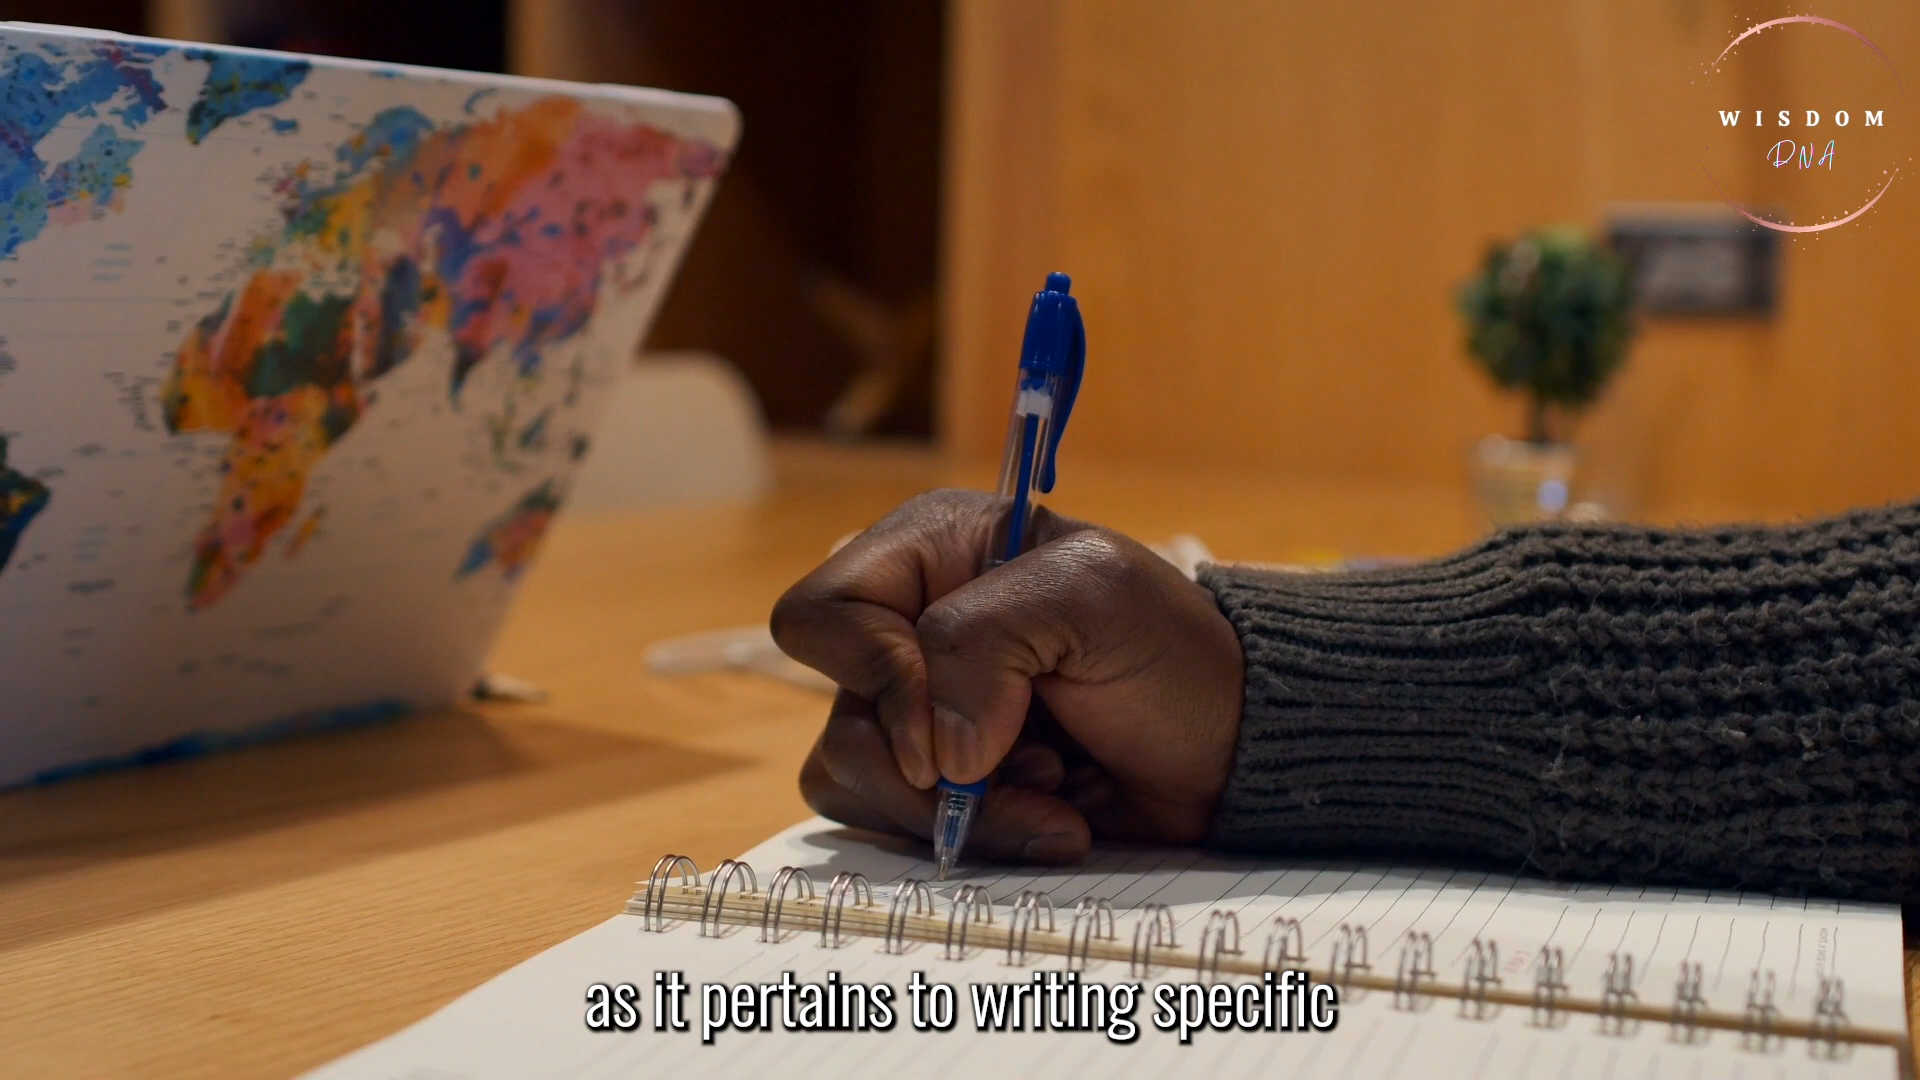 WISDOM
DNA
as it pertains to writing specific